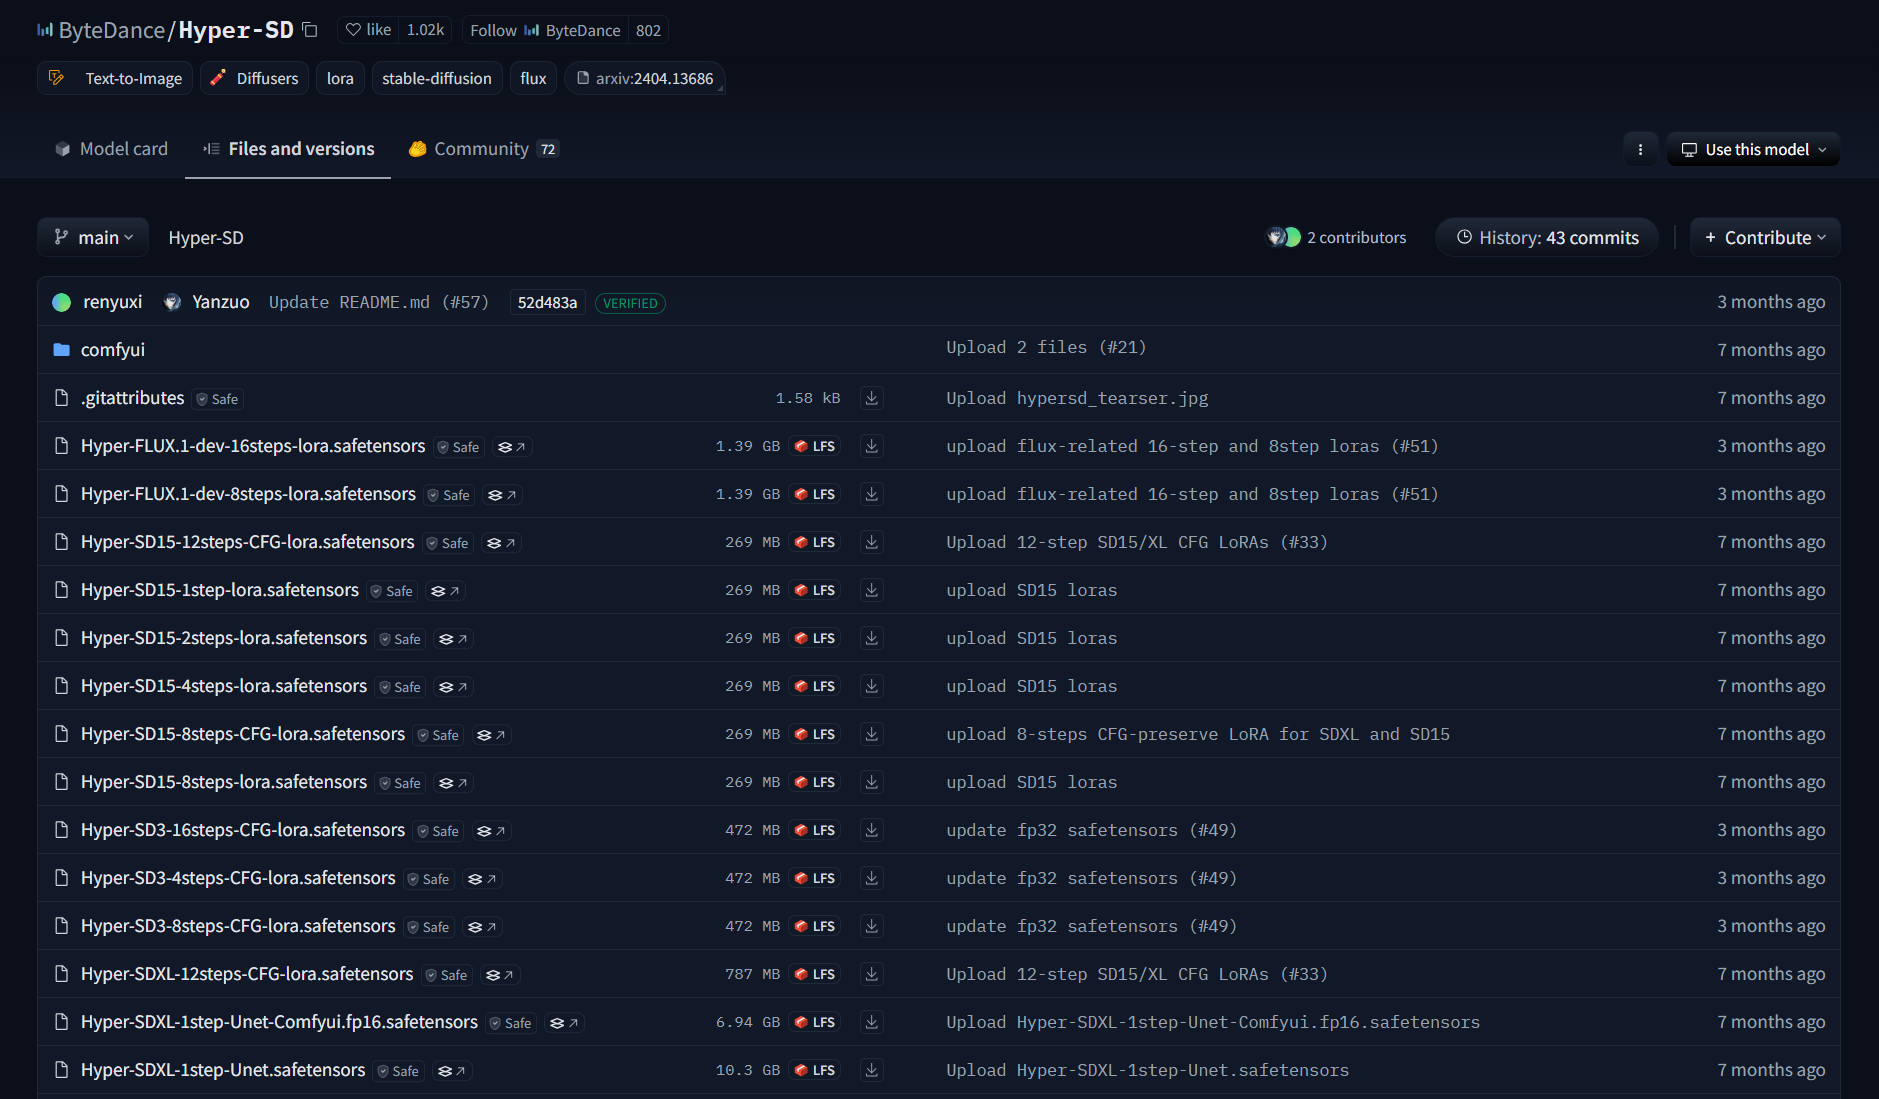 ByteDance/Hyper-SD like 1.02k Follow ByteDance 802
Text-to-Image Diffusers lora stable-diffusion flux arxiv:2404.13686
Model card Files and versions Community 72 Use this model
main Hyper-SD 2 contributors History: 43 commits + Contribute
renyuxi Yanzuo Update README.md (#57) 52d483a VERIFIED 3 months ago
comfyui Upload 2 files (#21) 7 months ago
.gitattributes Safe 1.58 kB Upload hypersd_tearser.jpg 7 months ago
Hyper-FLUX.1-dev-16steps-lora.safetensors Safe 1.39 GB LFS upload flux-related 16-step and 8step loras (#51) 3 months ago
Hyper-FLUX.1-dev-8steps-lora.safetensors Safe 1.39 GB LFS upload flux-related 16-step and 8step loras (#51) 3 months ago
Hyper-SD15-12steps-CFG-lora.safetensors Safe 269 MB LFS Upload 12-step SD15/XL CFG LoRAs (#33) 7 months ago
Hyper-SD15-1step-lora.safetensors Safe 269 MB LFS upload SD15 loras 7 months ago
Hyper-SD15-2steps-lora.safetensors Safe 269 MB LFS upload SD15 loras 7 months ago
Hyper-SD15-4steps-lora.safetensors Safe 269 MB LFS upload SD15 loras 7 months ago
Hyper-SD15-8steps-CFG-lora.safetensors Safe 269 MB LFS upload 8-steps CFG-preserve LoRA for SDXL and SD15 7 months ago
Hyper-SD15-8steps-lora.safetensors Safe 269 MB LFS upload SD15 loras 7 months ago
Hyper-SD3-16steps-CFG-lora.safetensors Safe 472 MB LFS update fp32 safetensors (#49) 3 months ago
Hyper-SD3-4steps-CFG-lora.safetensors Safe 472 MB LFS update fp32 safetensors (#49) 3 months ago
Hyper-SD3-8steps-CFG-lora.safetensors Safe 472 MB LFS update fp32 safetensors (#49) 3 months ago
Hyper-SDXL-12steps-CFG-lora.safetensors Safe 787 MB LFS Upload 12-step SD15/XL CFG LoRAs (#33) 7 months ago
Hyper-SDXL-1step-Unet-Comfyui.fp16.safetensors Safe 6.94 GB LFS Upload Hyper-SDXL-1step-Unet-Comfyui.fp16.safetensors 7 months ago
Hyper-SDXL-1step-Unet.safetensors Safe 10.3 GB LFS Upload Hyper-SDXL-1step-Unet.safetensors 7 months ago